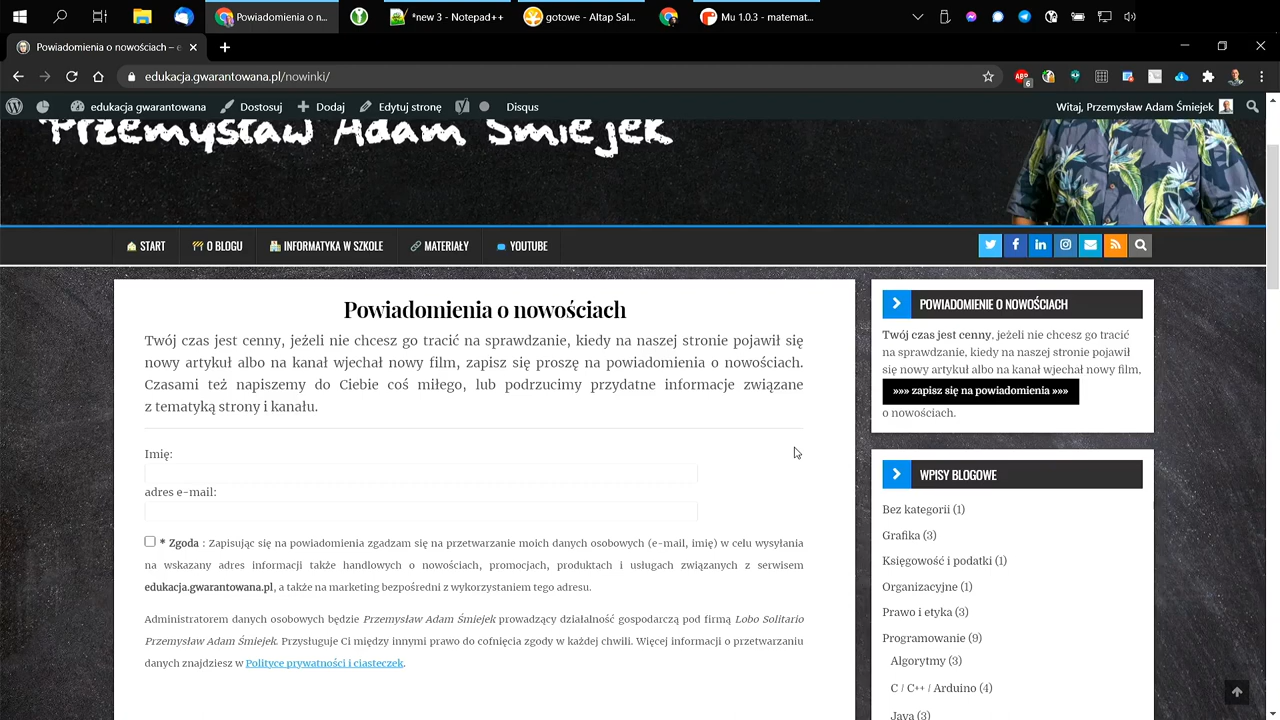 Powiadomienia o n...
*new 3 - Notepad++
gotowe - Altap Sal...
Mu 1.0.3 - matemat...
Powiadomienia o nowościach – e
edukacja.gwarantowana.pl/nowinki/
ABP
6
edukacja gwarantowana
Dostosuj
Dodaj
Edytuj stronę
Disqus
Witaj, Przemysław Adam Śmiejek
Przemysław Adam Śmiejek
START
O BLOGU
INFORMATYKA W SZKOLE
MATERIAŁY
YOUTUBE
Powiadomienia o nowościach
Twój czas jest cenny, jeżeli nie chcesz go tracić na sprawdzanie, kiedy na naszej stronie pojawił się
nowy artykuł albo na kanał wjechał nowy film, zapisz się proszę na powiadomienia o nowościach.
Czasami też napiszemy do Ciebie coś miłego, lub podrzucimy przydatne informacje związane
z tematyką strony i kanału.
Imię:
adres e-mail:
* Zgoda : Zapisując się na powiadomienia zgadzam się na przetwarzanie moich danych osobowych (e-mail, imię) w celu wysyłania
na wskazany adres informacji także handlowych o nowościach, promocjach, produktach i usługach związanych z serwisem
edukacja.gwarantowana.pl, a także na marketing bezpośredni z wykorzystaniem tego adresu.
Administratorem danych osobowych będzie Przemysław Adam Śmiejek prowadzący działalność gospodarczą pod firmą Lobo Solitario
Przemysław Adam Śmiejek. Przysługuje Ci między innymi prawo do cofnięcia zgody w każdej chwili. Więcej informacji o przetwarzaniu
danych znajdziesz w Polityce prywatności i ciasteczek.
POWIADOMIENIE O NOWOŚCIACH
Twój czas jest cenny, jeżeli nie chcesz go tracić
na sprawdzanie, kiedy na naszej stronie pojawił
się nowy artykuł albo na kanał wjechał nowy film,
»»» zapisz się na powiadomienia »»»
o nowościach.
WPISY BLOGOWE
Bez kategorii (1)
Grafika (3)
Księgowość i podatki (1)
Organizacyjne (1)
Prawo i etyka (3)
Programowanie (9)
Algorytmy (3)
C / C++ / Arduino (4)
Java (3)